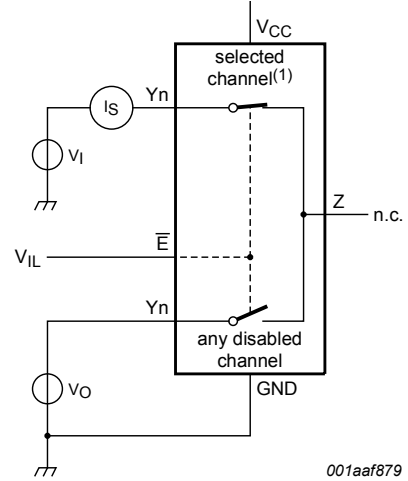 VCC
selected
channel(1)
Yn
IS
VI
Z
n.c.
E
VIL
Yn
any disabled
channel
VO
GND
001aaf879